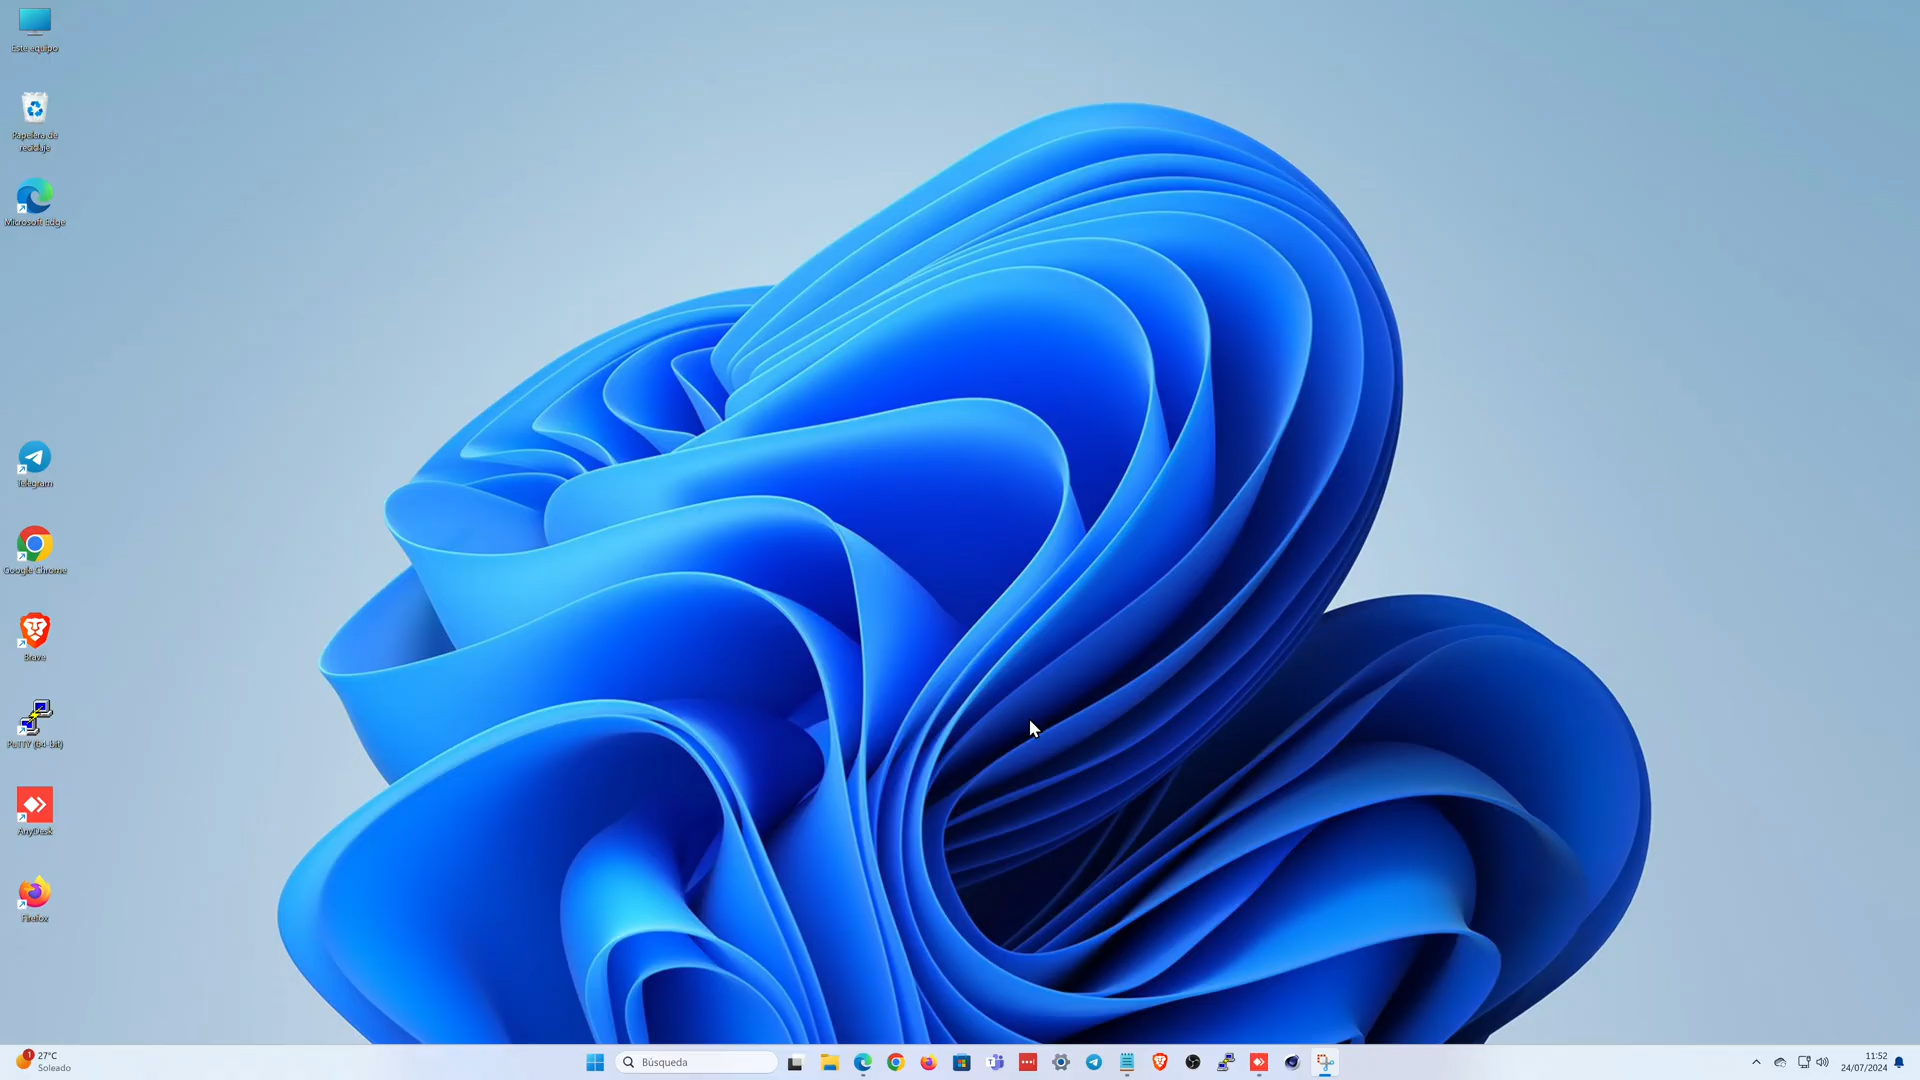 Este equipo
Papelera de
reciclaje
Microsoft Edge
Telegram
Google Chrome
Brave
PuTTY (64-bit)
AnyDesk
Firefox
1
27°C
Soleado
Búsqueda
11:52
24/07/2024